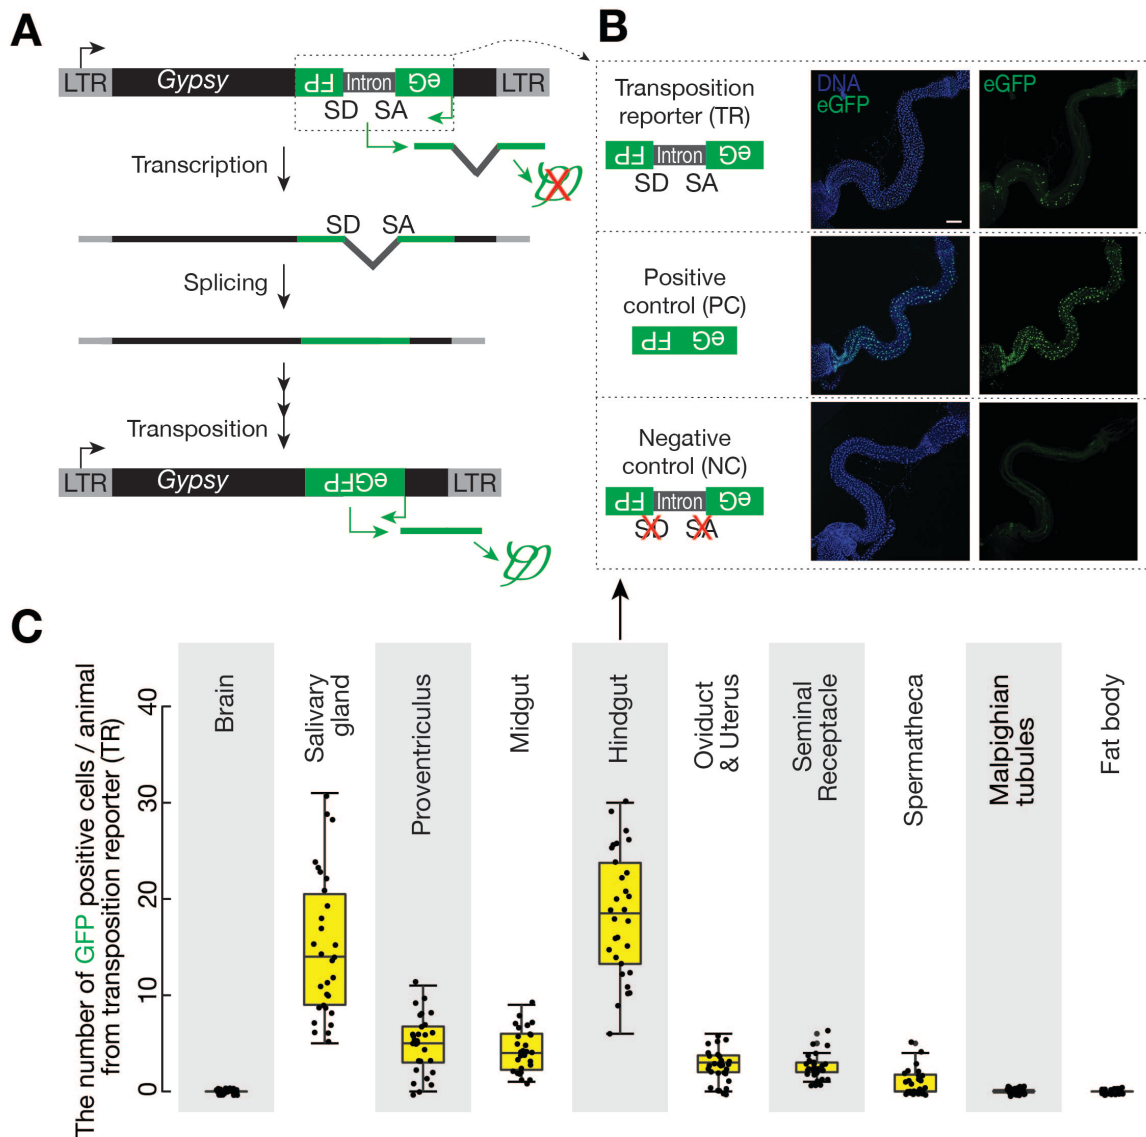 A
LTR
Gypsy
FP
Intron
eG
LTR
SD
SA
Transcription
X
SD
SA
Splicing
Transposition
LTR
Gypsy
eGFP
LTR
B
Transposition
reporter (TR)
FP
Intron
eG
SD
SA
DNA
eGFP
eGFP
Positive
control (PC)
FP
eG
Negative
control (NC)
FP
Intron
eG
SD
SA
C
The number of GFP positive cells / animal
from transposition reporter (TR)
40
30
20
10
0
Brain
Salivary
gland
Proventriculus
Midgut
Hindgut
Oviduct
& Uterus
Seminal
Receptacle
Spermatheca
Malpighian
tubules
Fat body